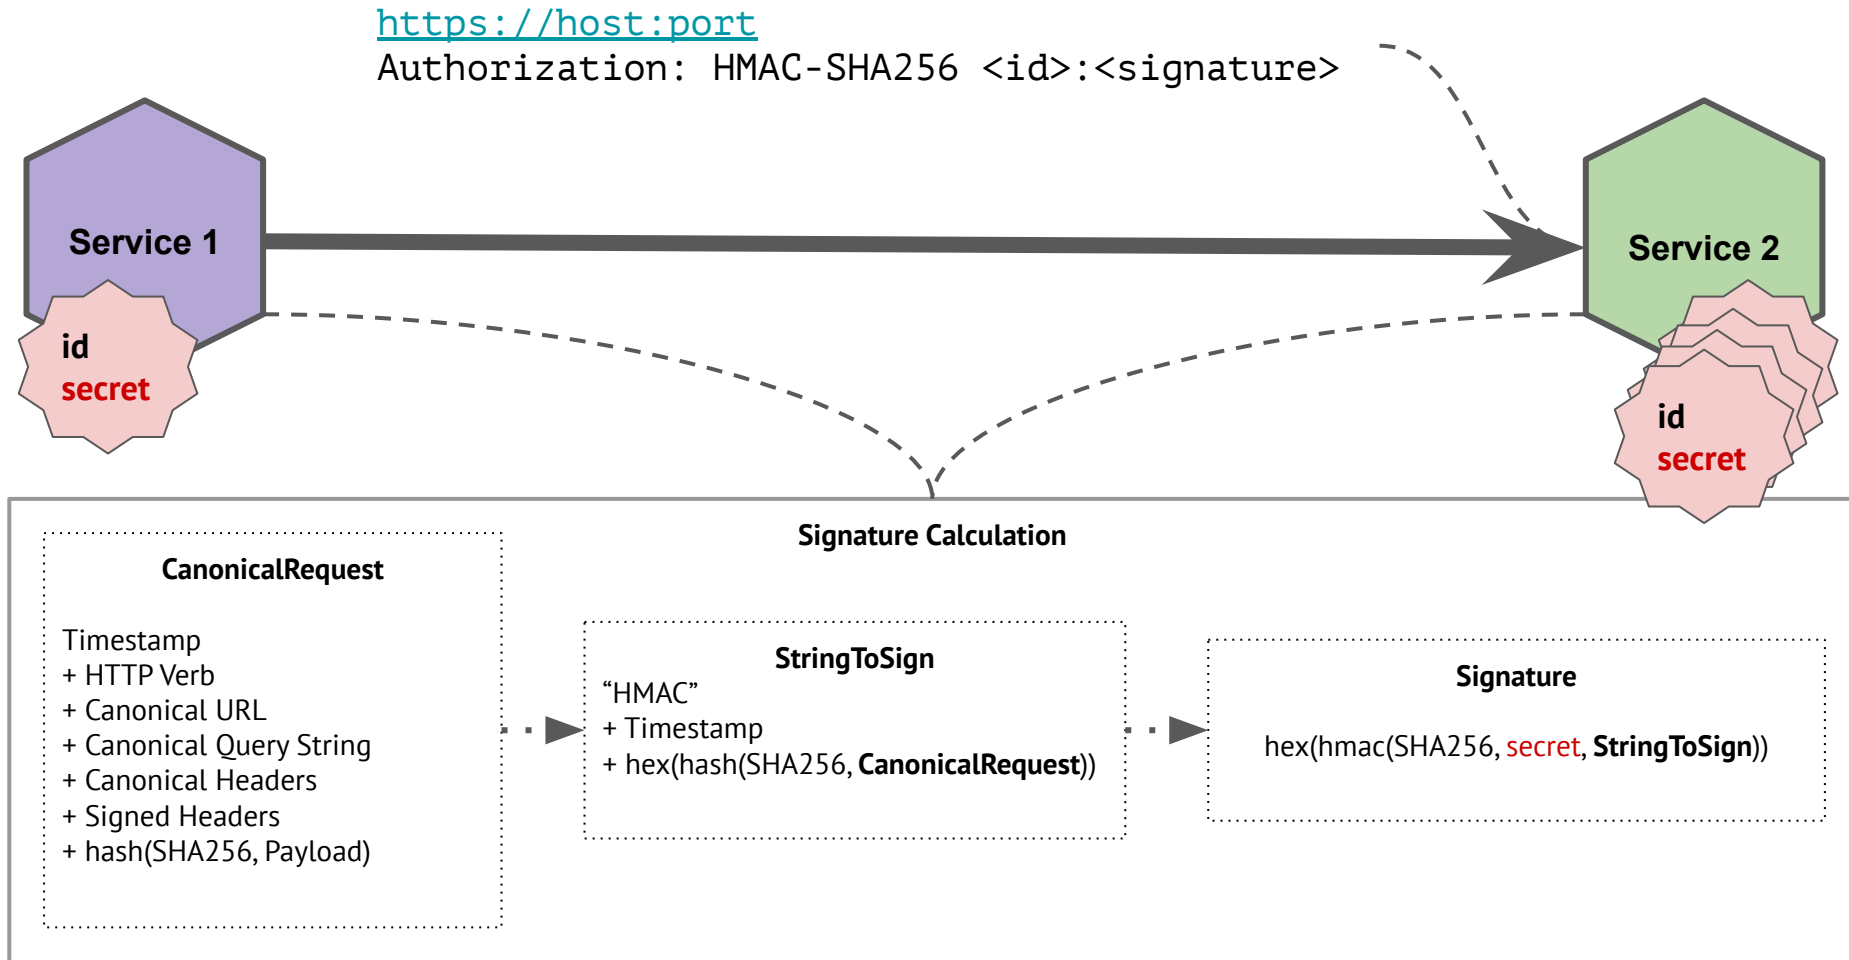 https://host:port
Authorization: HMAC-SHA256 <id>:<signature>
Service 1
Service 2
id
secret
id
secret
Signature Calculation
CanonicalRequest
Timestamp
+ HTTP Verb
+ Canonical URL
+ Canonical Query String
+ Canonical Headers
+ Signed Headers
+ hash(SHA256, Payload)
StringToSign
“HMAC”
+ Timestamp
+ hex(hash(SHA256, CanonicalRequest))
Signature
hex(hmac(SHA256, secret, StringToSign))